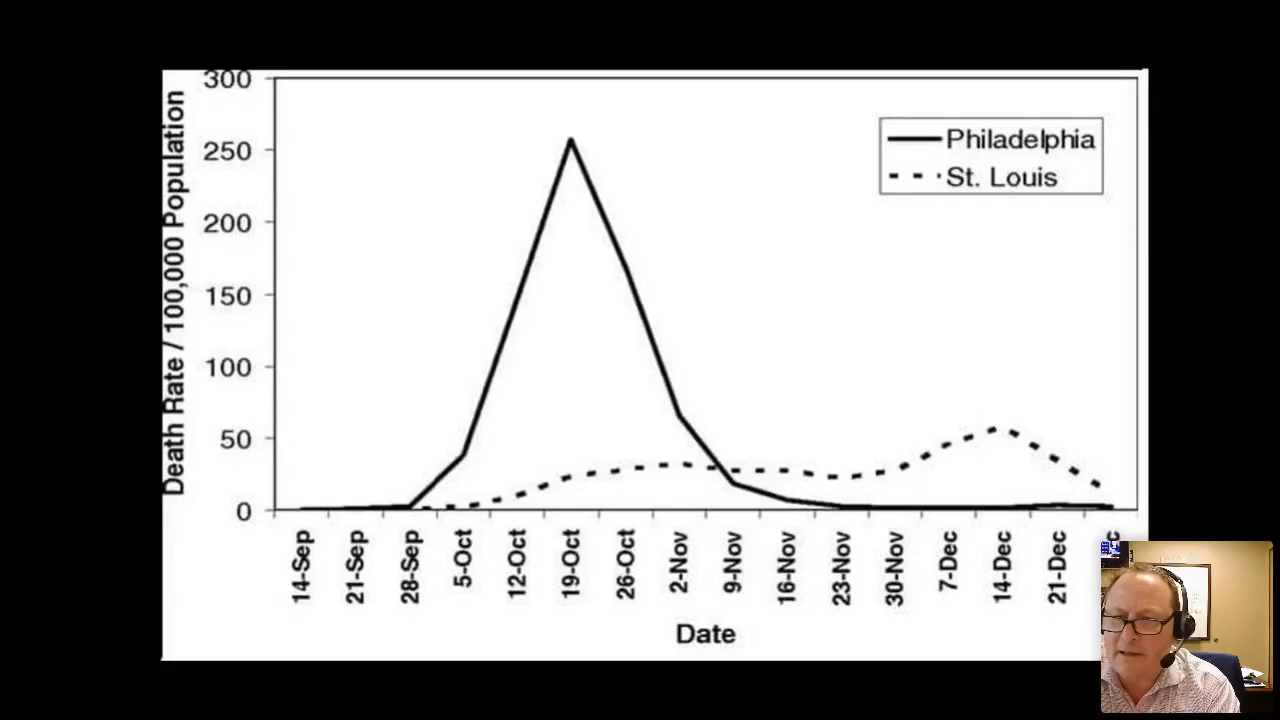 Death Rate / 100,000 Population
300
250
200
150
100
50
0
Philadelphia
St. Louis
14-Sep
21-Sep
28-Sep
5-Oct
12-Oct
19-Oct
26-Oct
2-Nov
9-Nov
16-Nov
23-Nov
30-Nov
7-Dec
14-Dec
21-Dec
Date